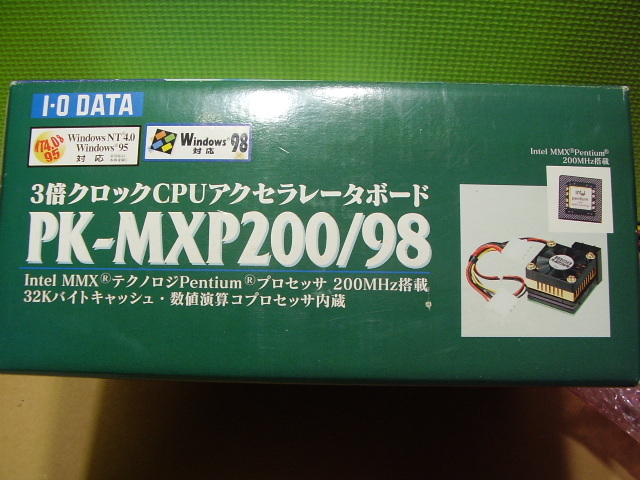 I-O DATA
NT4.0
95
Windows NT® 4.0
Windows® 95
対応
Windows® 98
対応
Intel MMX®Pentium®
200MHz搭載
intel
3倍クロックCPUアクセラレータボード
PK-MXP200/98
Intel MMX®テクノロジPentium®プロセッサ 200MHz搭載
32Kバイトキャッシュ・数値演算コプロセッサ内蔵